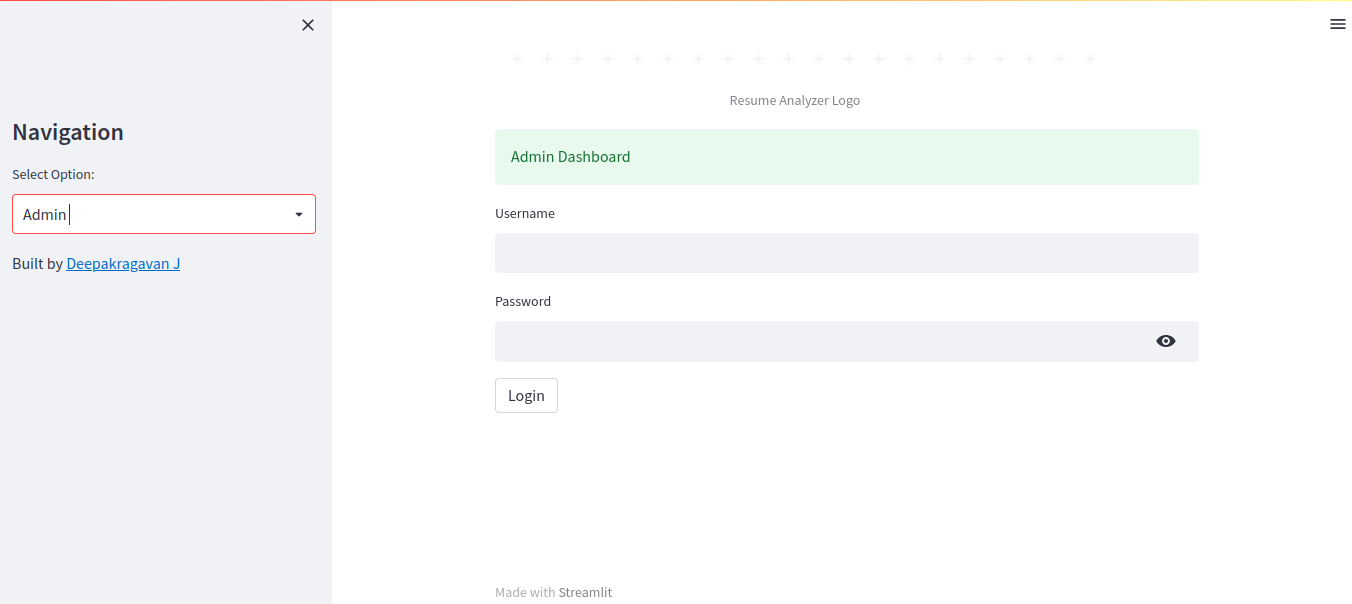 Navigation
Select Option:
Admin
Built by Deepakragavan J
Resume Analyzer Logo
Admin Dashboard
Username
Password
Login
Made with Streamlit